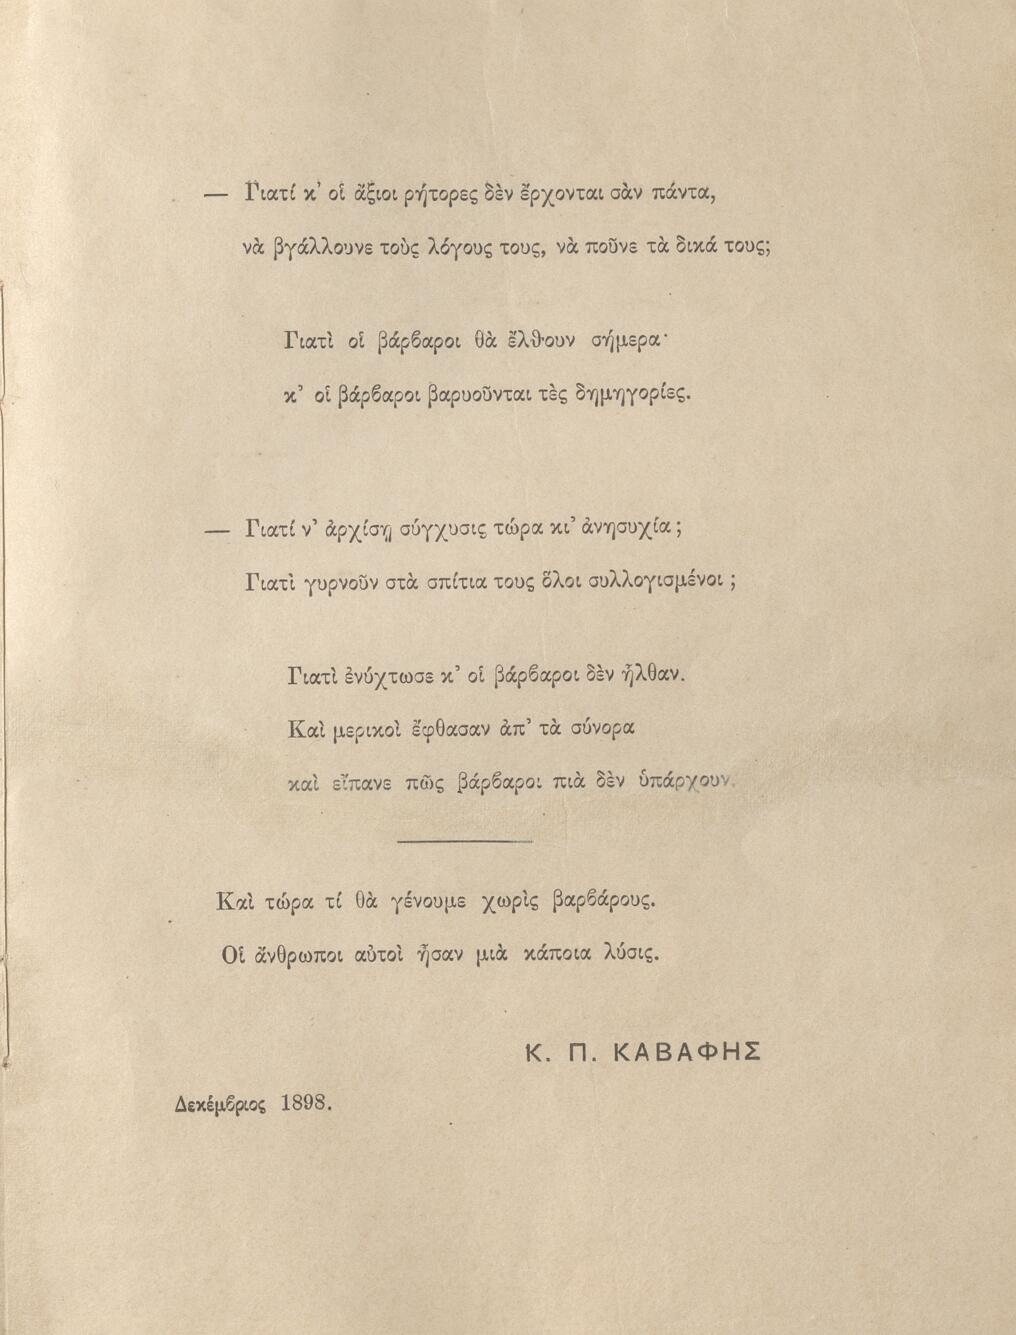 — Γιατί κ’ οἱ ἄξιοι ρήτορες δὲν ἔρχονται σὰν πάντα,
νὰ βγάλλουνε τοὺς λόγους τους, νὰ ποῦνε τὰ δικά τους;
Γιατὶ οἱ βάρϐαροι θὰ ἔλθουν σήμερα·
κ’ οἱ βάρϐαροι βαρυοῦνται τὲς δημηγορίες.
— Γιατί ν’ ἀρχίσῃ σύγχυσις τώρα κι’ ἀνησυχία ;
Γιατὶ γυρνοῦν στὰ σπίτια τους ὅλοι συλλογισμένοι ;
Γιατὶ ἐνύχτωσε κ’ οἱ βάρϐαροι δὲν ἦλθαν.
Καὶ μερικοὶ ἔφθασαν ἀπ’ τὰ σύνορα
καὶ εἴπανε πῶς βάρϐαροι πιὰ δὲν ὑπάρχουν.
Καὶ τώρα τί θὰ γένουμε χωρὶς βαρϐάρους.
Οἱ ἄνθρωποι αὐτοὶ ἦσαν μιὰ κάποια λύσις.
Κ. Π. ΚΑΒΑΦΗΣ
Δεκέμϐριος 1898.